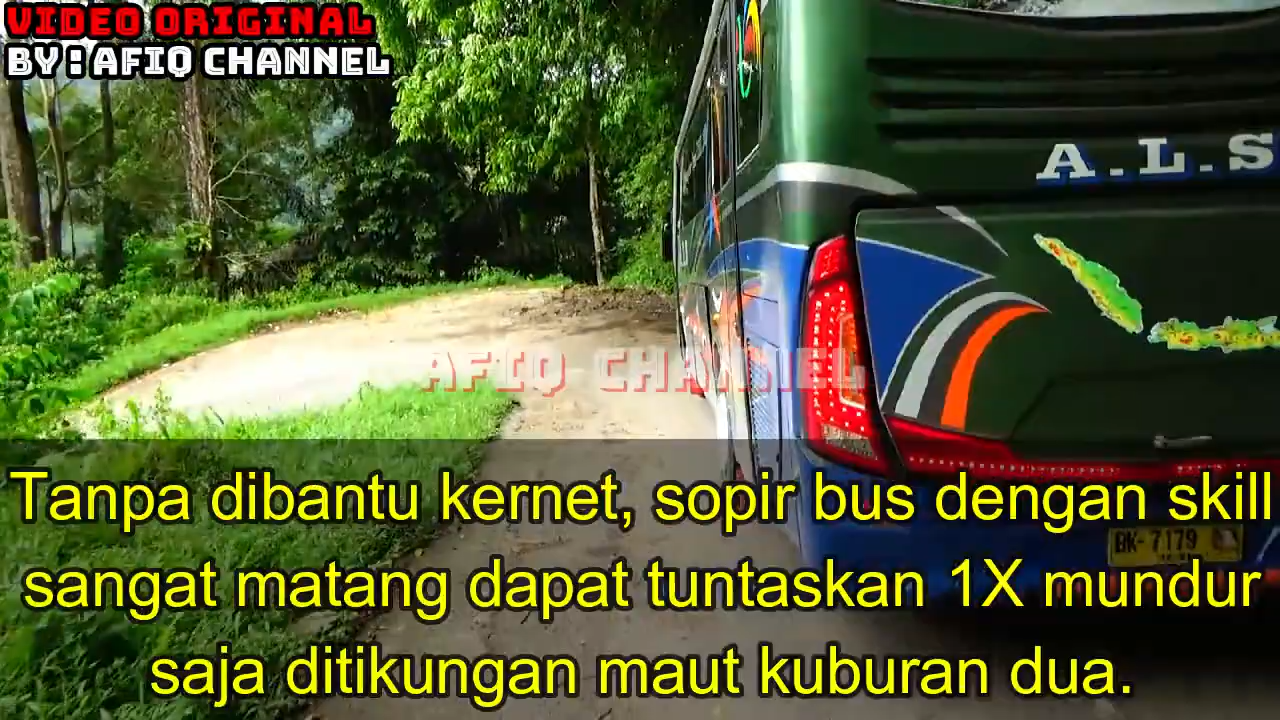 VIDEO ORIGINAL
BY : AFIQ CHANNEL
A.L.S
AFIQ CHANNEL
Tanpa dibantu kernet, sopir bus dengan skill
sangat matang dapat tuntaskan 1X mundur
saja ditikungan maut kuburan dua.
BK-7179